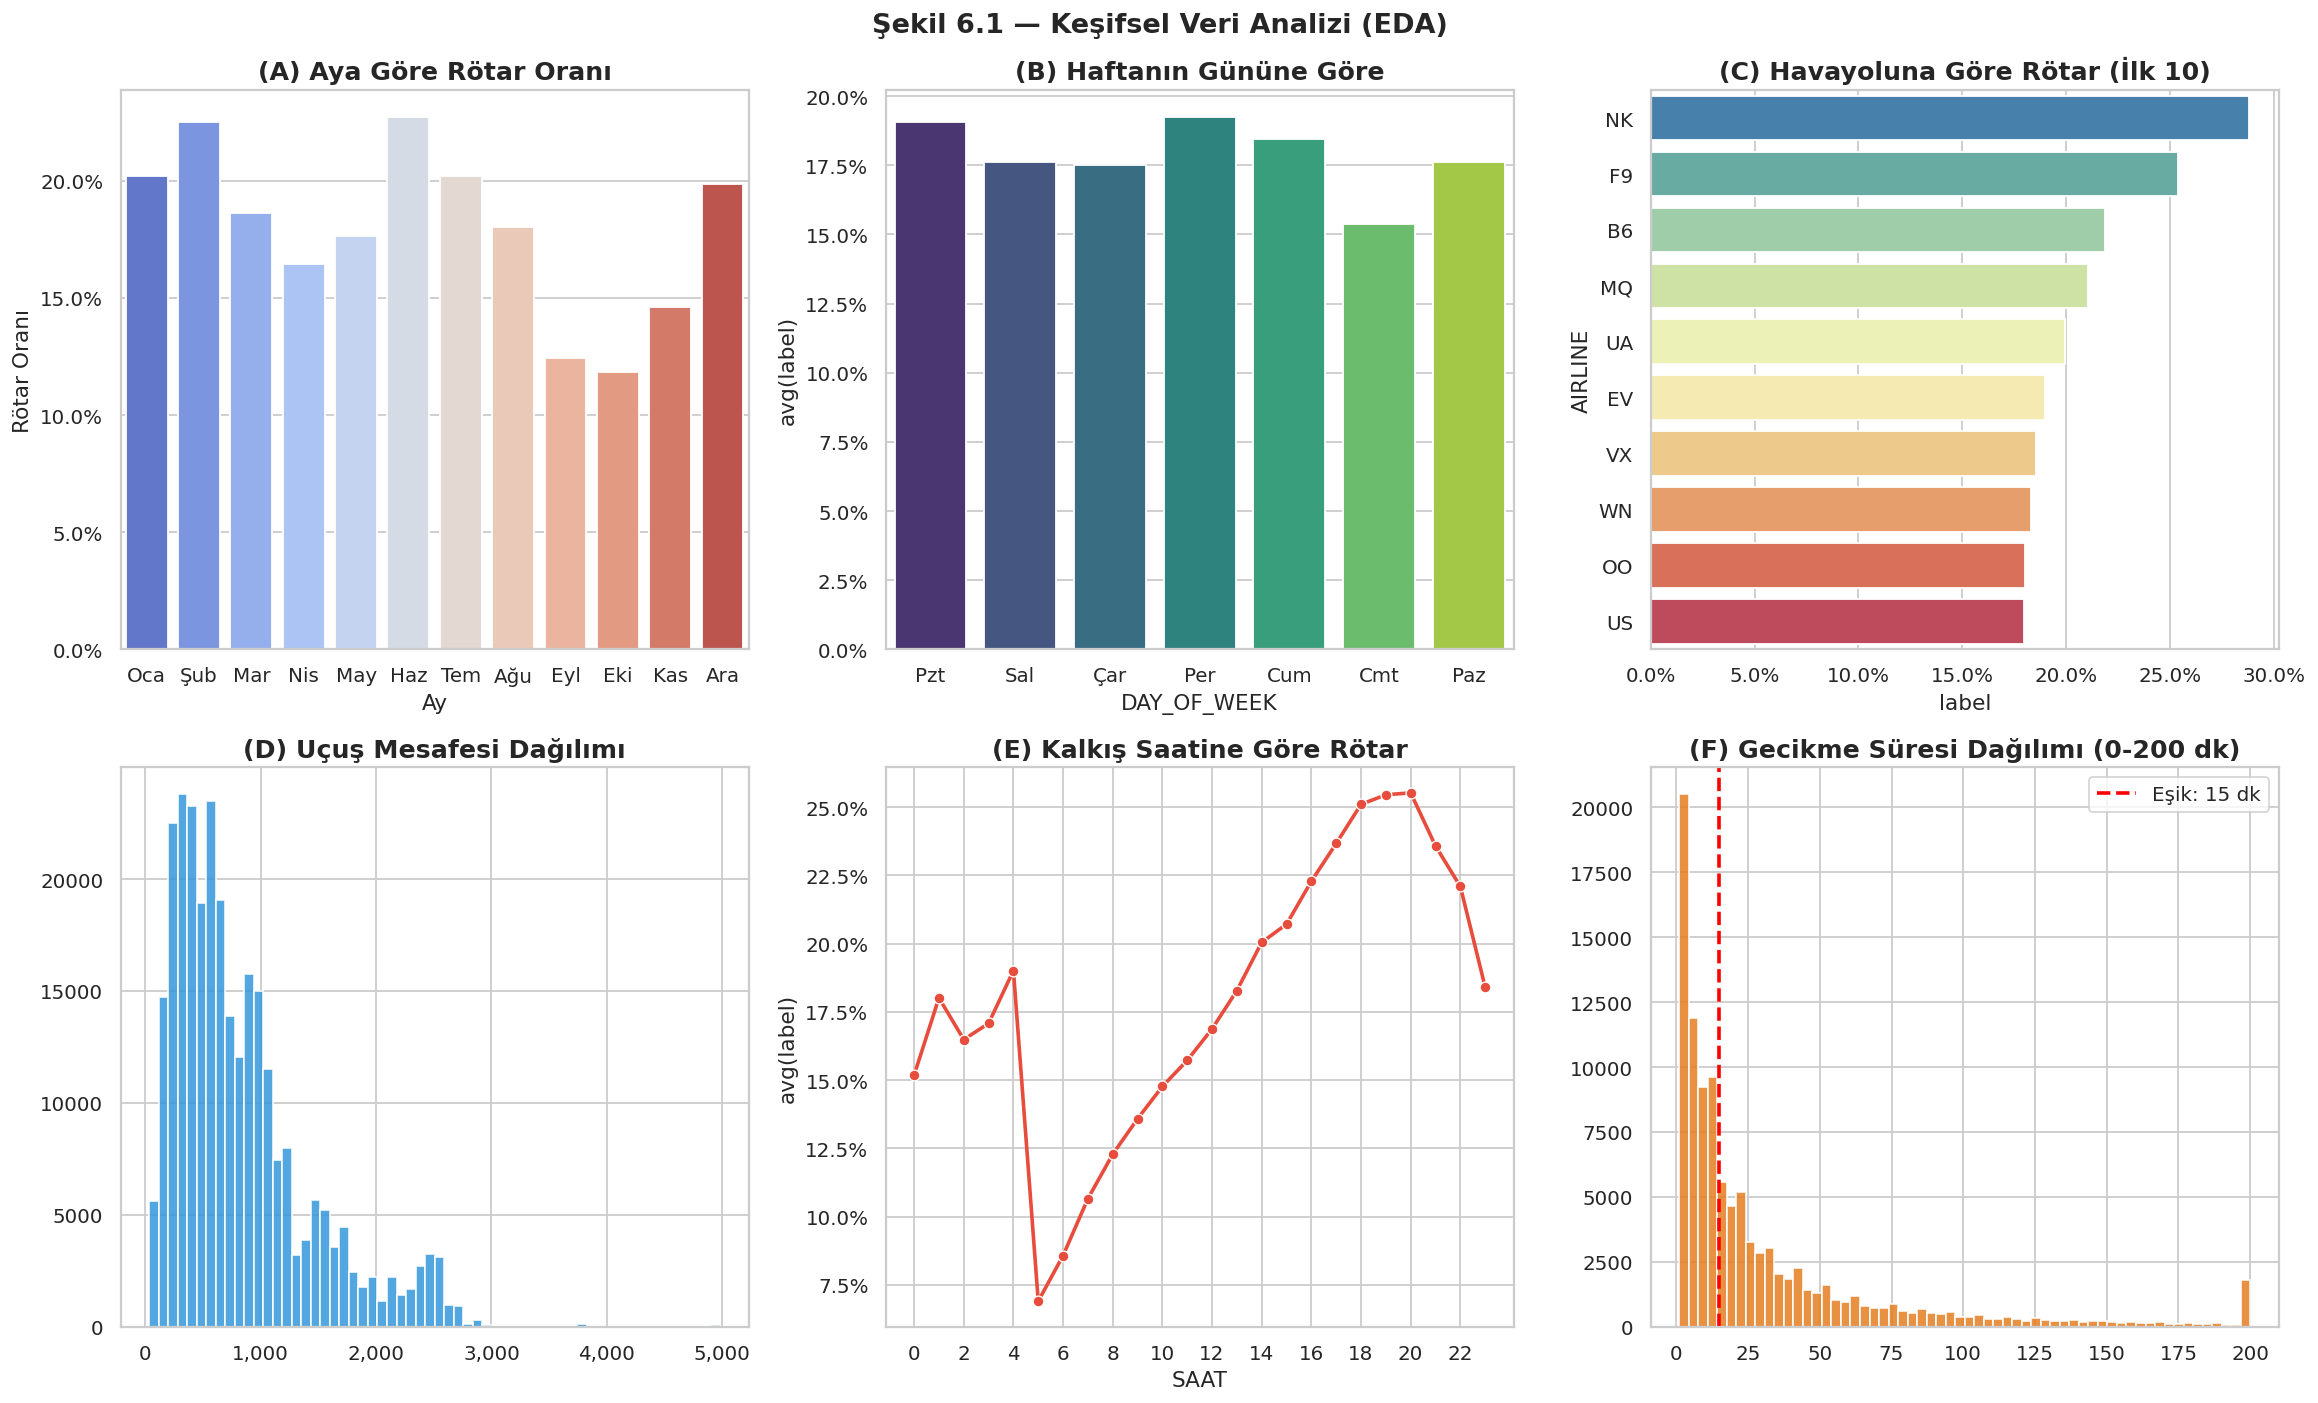 Şekil 6.1 — Keşifsel Veri Analizi (EDA)
(A) Aya Göre Rötar Oranı
Rötar Oranı
20.0%
15.0%
10.0%
5.0%
0.0%
Oca Şub Mar Nis May Haz Tem Ağu Eyl Eki Kas Ara
Ay
(B) Haftanın Gününe Göre
avg(label)
20.0%
17.5%
15.0%
12.5%
10.0%
7.5%
5.0%
2.5%
0.0%
Pzt Sal Çar Per Cum Cmt Paz
DAY_OF_WEEK
(C) Havayoluna Göre Rötar (İlk 10)
AIRLINE
NK
F9
B6
MQ
UA
EV
VX
WN
OO
US
0.0% 5.0% 10.0% 15.0% 20.0% 25.0% 30.0%
label
(D) Uçuş Mesafesi Dağılımı
20000
15000
10000
5000
0
0 1,000 2,000 3,000 4,000 5,000
(E) Kalkış Saatine Göre Rötar
avg(label)
25.0%
22.5%
20.0%
17.5%
15.0%
12.5%
10.0%
7.5%
0 2 4 6 8 10 12 14 16 18 20 22
SAAT
(F) Gecikme Süresi Dağılımı (0-200 dk)
Eşik: 15 dk
20000
17500
15000
12500
10000
7500
5000
2500
0
0 25 50 75 100 125 150 175 200